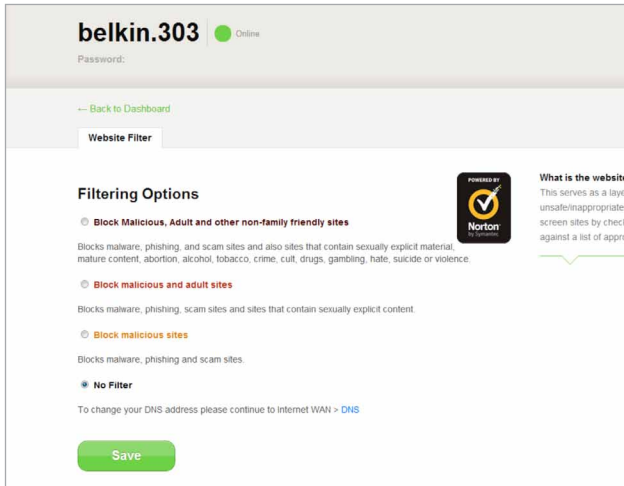 belkin.303 Online
Password:
← Back to Dashboard
Website Filter
Filtering Options
POWERED BY
Norton
by Symantec
What is the website
This serves as a laye
unsafe/inappropriate
screen sites by check
against a list of appro
Block Malicious, Adult and other non-family friendly sites
Blocks malware, phishing, and scam sites and also sites that contain sexually explicit material,
mature content, abortion, alcohol, tobacco, crime, cult, drugs, gambling, hate, suicide or violence.
Block malicious and adult sites
Blocks malware, phishing, scam sites and sites that contain sexually explicit content.
Block malicious sites
Blocks malware, phishing and scam sites.
No Filter
To change your DNS address please continue to Internet WAN > DNS
Save